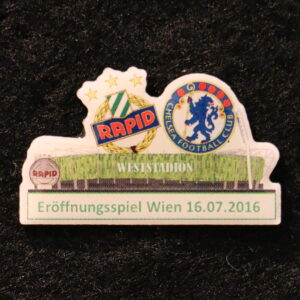 RAPID
CHELSEA FOOTBALL CLUB
WESTSTADION
RAPID
Eröffnungsspiel Wien 16.07.2016